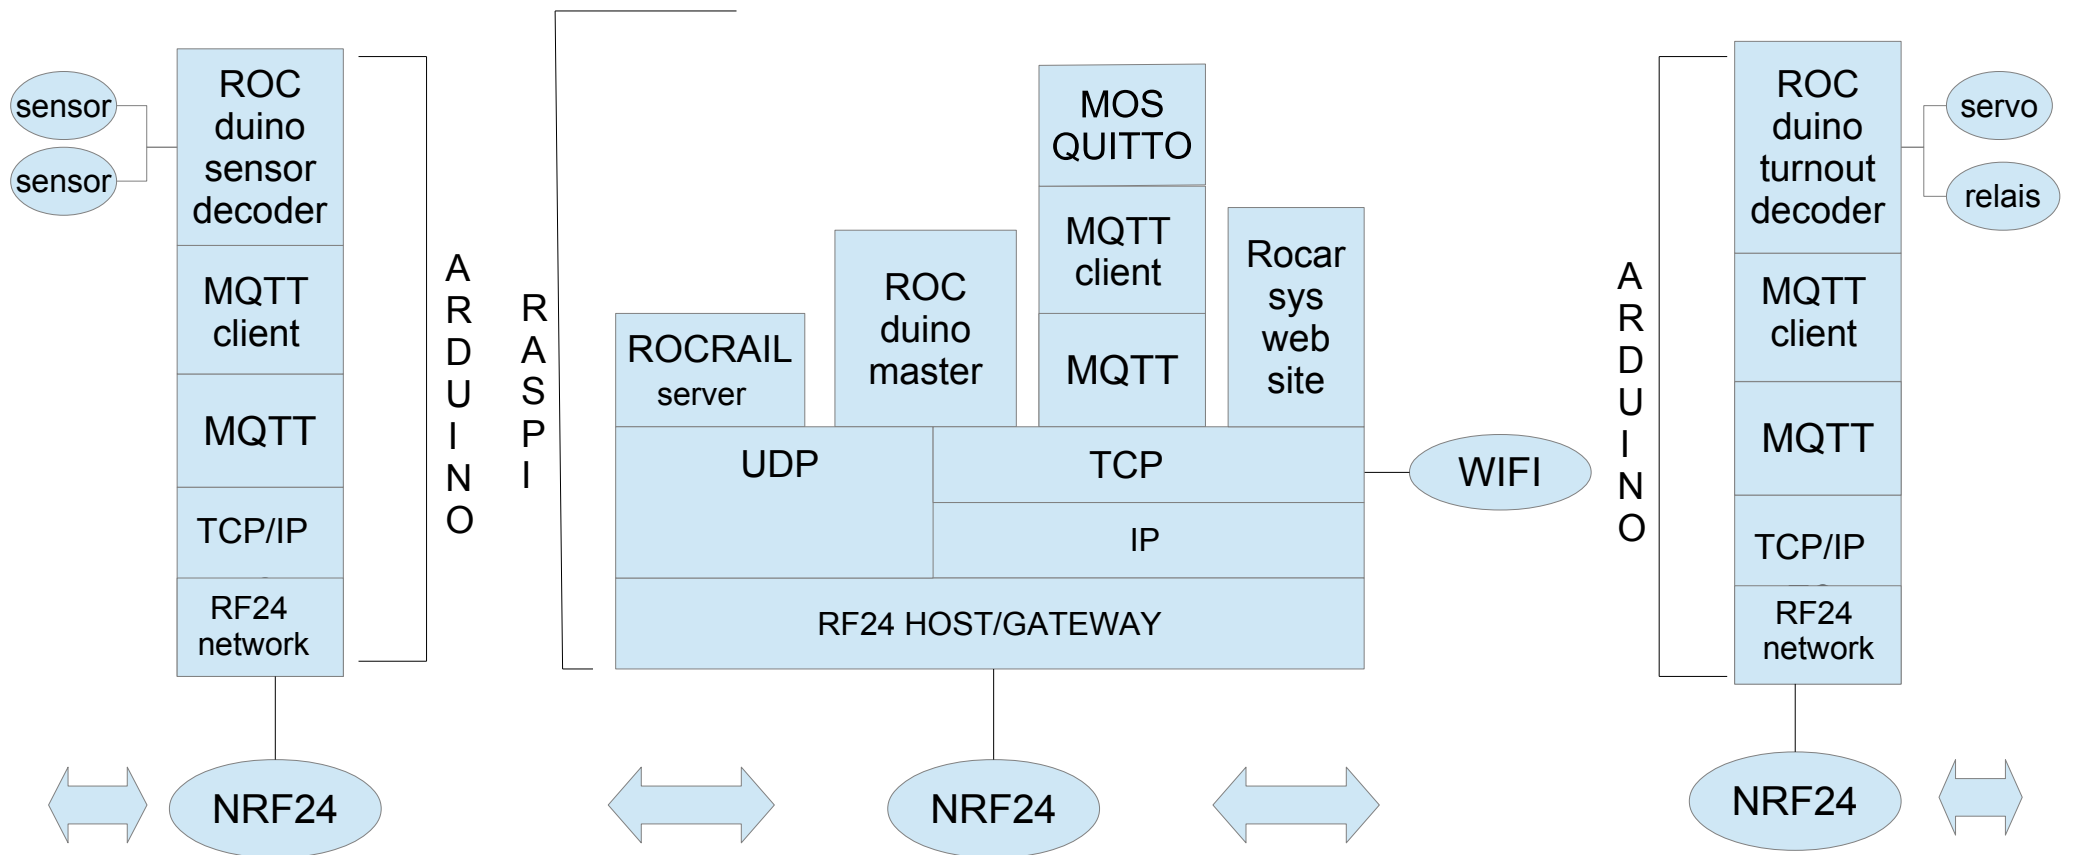 sensor
sensor
ROC
duino
sensor
decoder
MQTT
client
MQTT
TCP/IP
RF24
network
NRF24
A
R
D
U
I
N
O
R
A
S
P
I
ROCRAIL
server
ROC
duino
master
MOS
QUITTO
MQTT
client
MQTT
Rocar
sys
web
site
UDP
TCP
IP
RF24 HOST/GATEWAY
NRF24
WIFI
A
R
D
U
I
N
O
ROC
duino
turnout
decoder
MQTT
client
MQTT
TCP/IP
RF24
network
NRF24
servo
relais